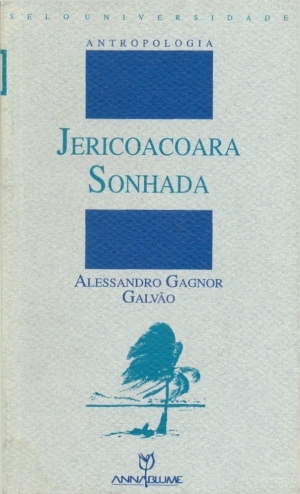 SELO UNIVERSIDADE
ANTROPOLOGIA
JERICOACOARA
SONHADA
ALESSANDRO GAGNOR
GALVÃO
ANNABLUME